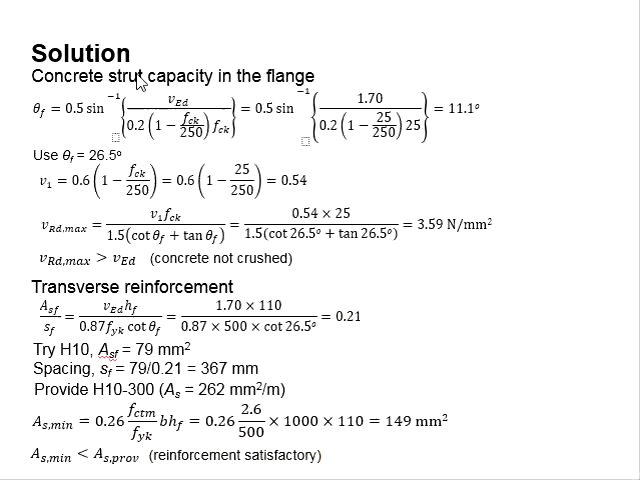 Solution
Concrete strut capacity in the flange
θf = 0.5 sin⁻¹ { vEd / 0.2 (1 − fck/250) fck } = 0.5 sin⁻¹ { 1.70 / 0.2 (1 − 25/250) 25 } = 11.1°
Use θf = 26.5°
v1 = 0.6 (1 − fck/250) = 0.6 (1 − 25/250) = 0.54
vRd,max = v1fck / 1.5(cot θf + tan θf) = 0.54 × 25 / 1.5(cot 26.5° + tan 26.5°) = 3.59 N/mm²
vRd,max > vEd (concrete not crushed)
Transverse reinforcement
Asf/sf = vEdhf / 0.87fyk cot θf = 1.70 × 110 / 0.87 × 500 × cot 26.5° = 0.21
Try H10, Asf = 79 mm²
Spacing, sf = 79/0.21 = 367 mm
Provide H10-300 (As = 262 mm²/m)
As,min = 0.26 fctm/fyk bhf = 0.26 2.6/500 × 1000 × 110 = 149 mm²
As,min < As,prov (reinforcement satisfactory)